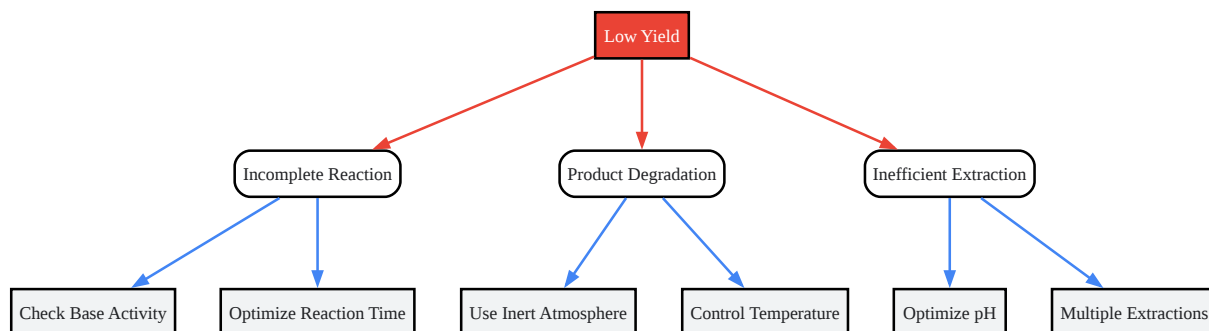 Low Yield
Incomplete Reaction
Product Degradation
Inefficient Extraction
Check Base Activity
Optimize Reaction Time
Use Inert Atmosphere
Control Temperature
Optimize pH
Multiple Extractions